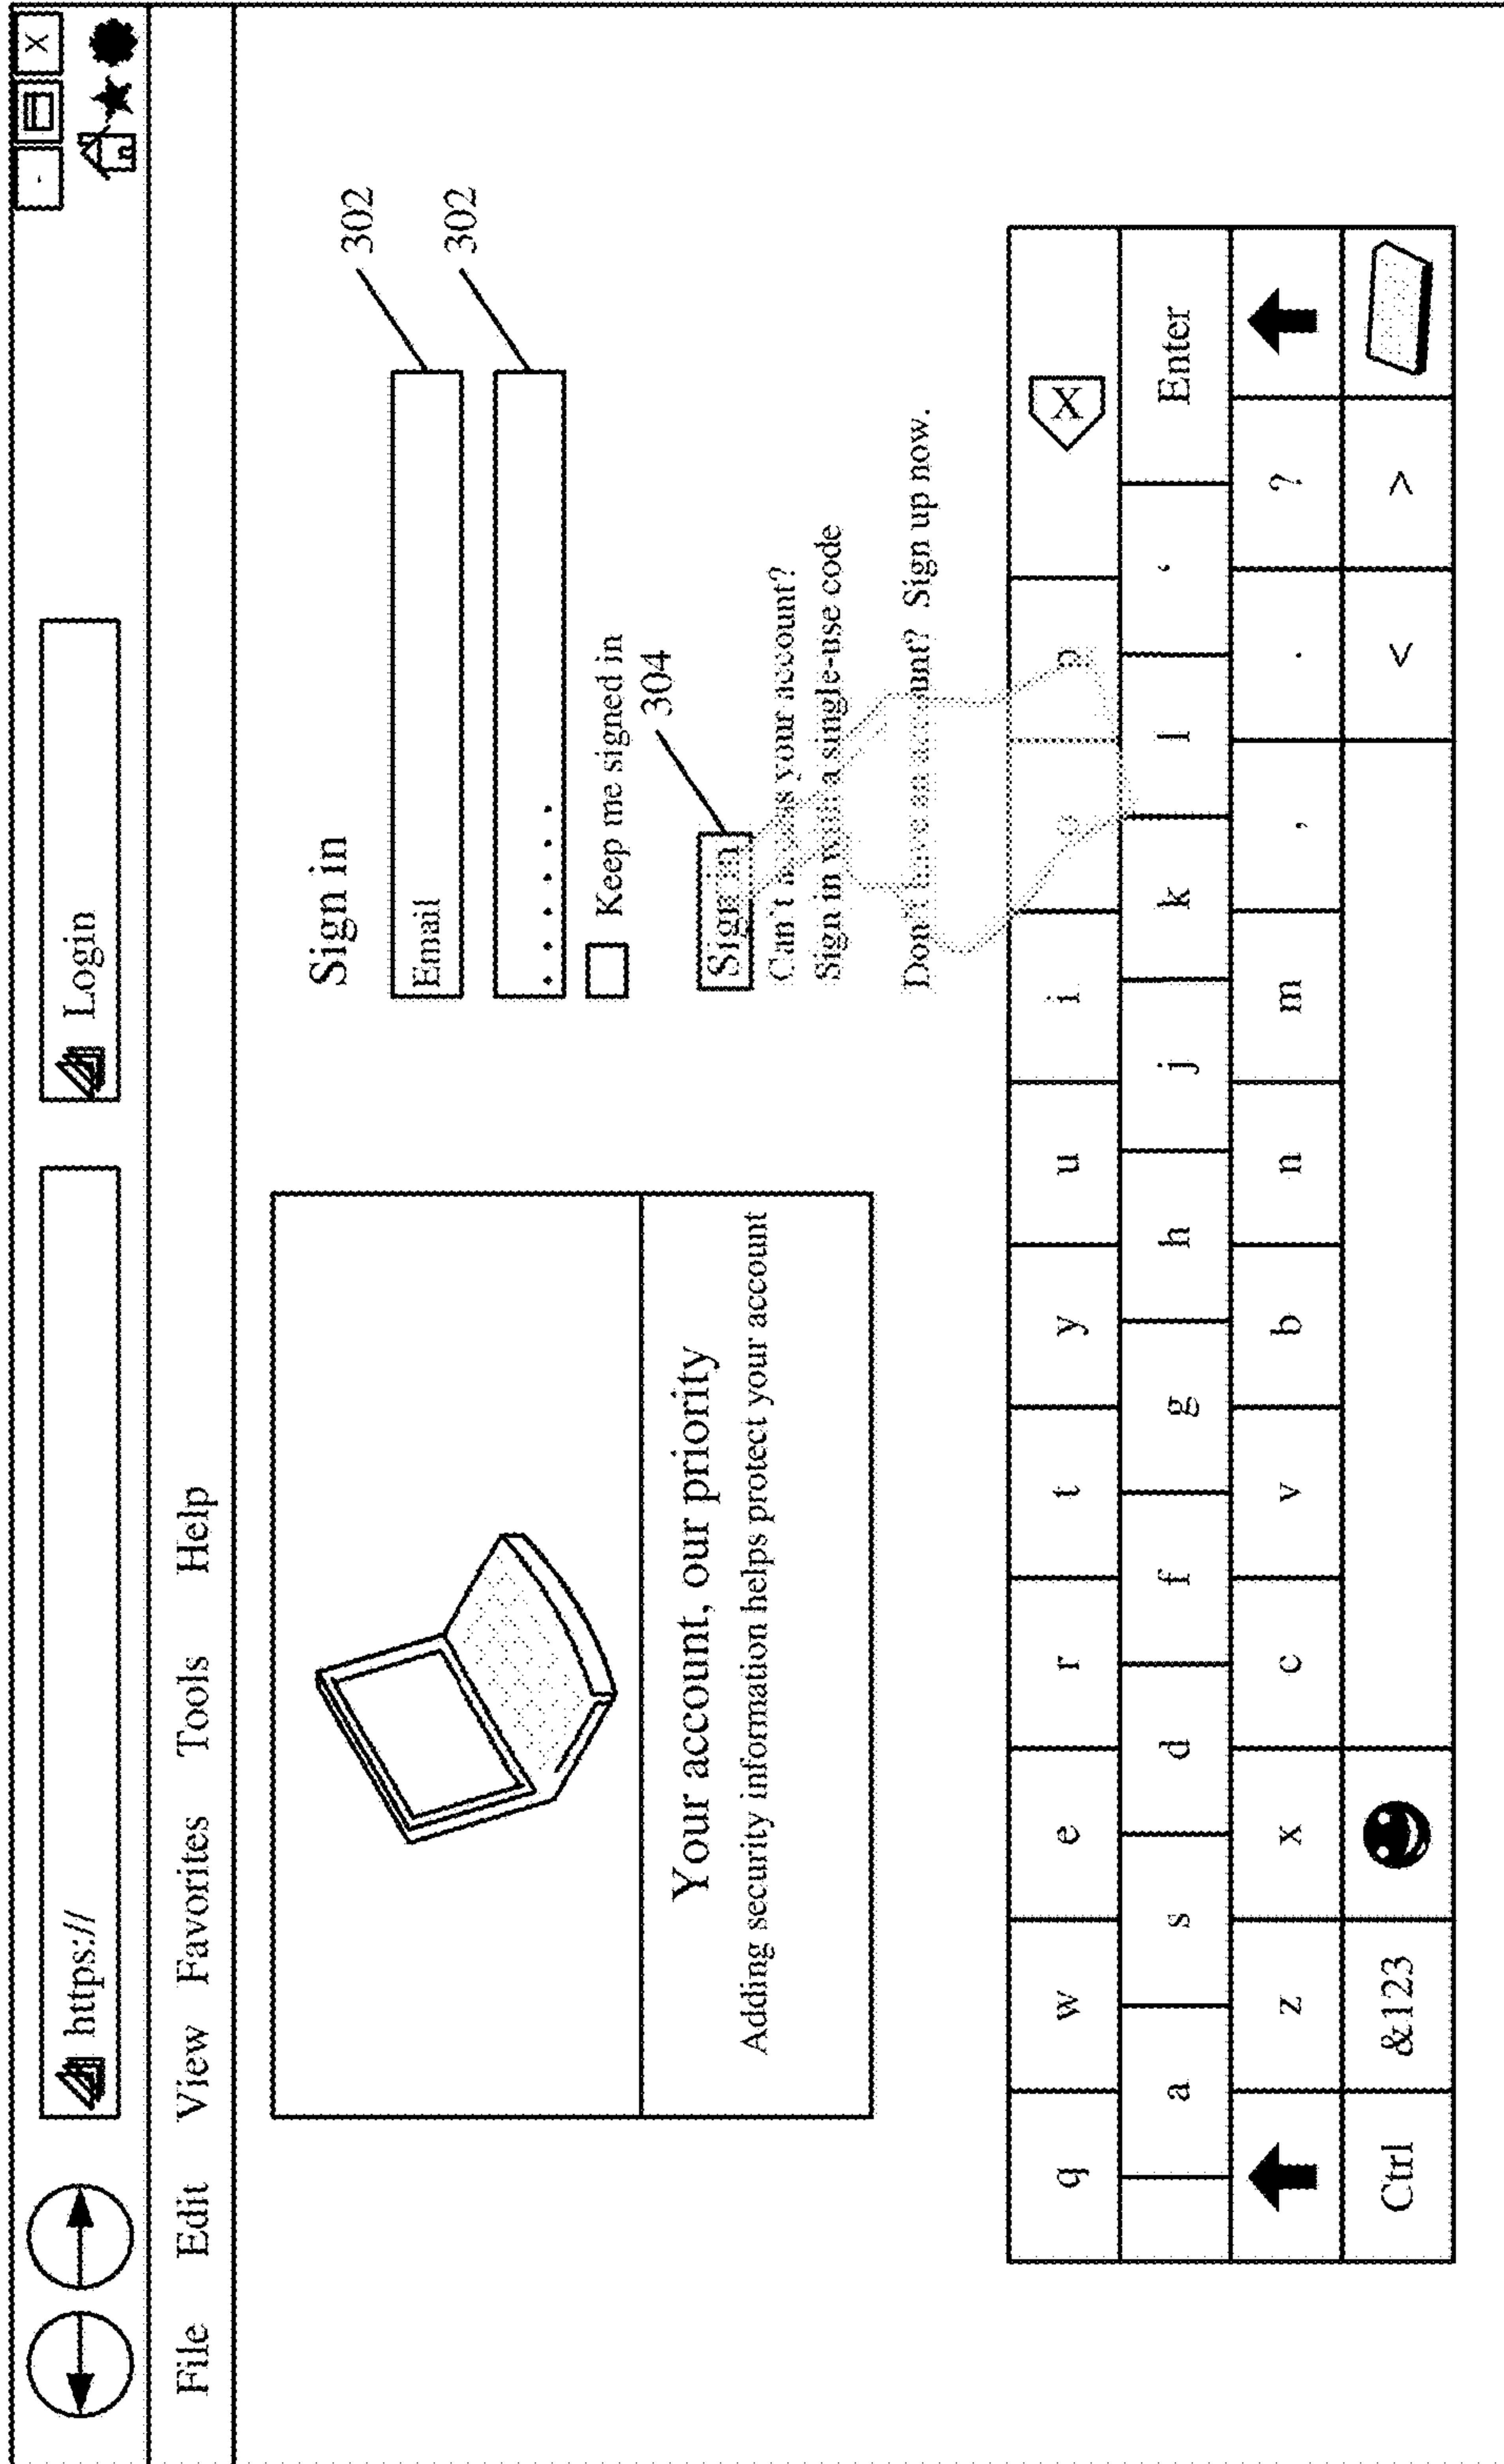 - X
https:// Login
File Edit View Favorites Tools Help
Sign in
302
Email
302
Keep me signed in
304
Sign in
Can't your account?
Sign in with a single-use code
Don't have an account? Sign up now.
Your account, our priority
Adding security information helps protect your account
q w e r t y u i o p X
a s d f g h j k l ‘ Enter
z x c v b n m , . ?
Ctrl &123 < >